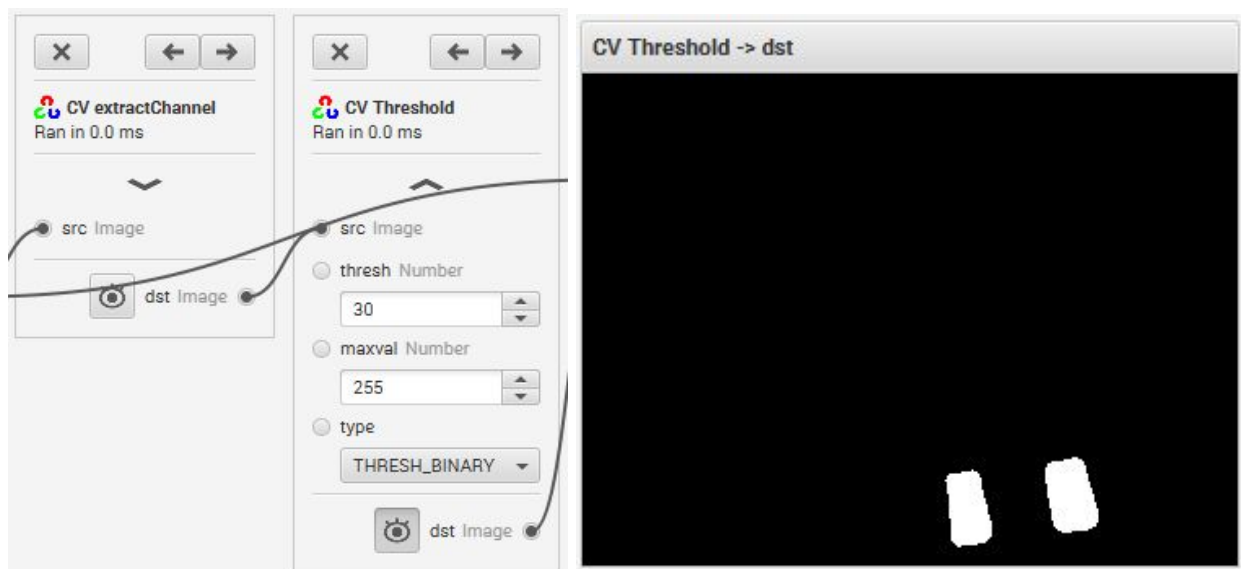 CV extractChannel
Ran in 0.0 ms
src Image
dst Image
CV Threshold
Ran in 0.0 ms
src Image
thresh Number
30
maxval Number
255
type
THRESH_BINARY
dst Image
CV Threshold -> dst